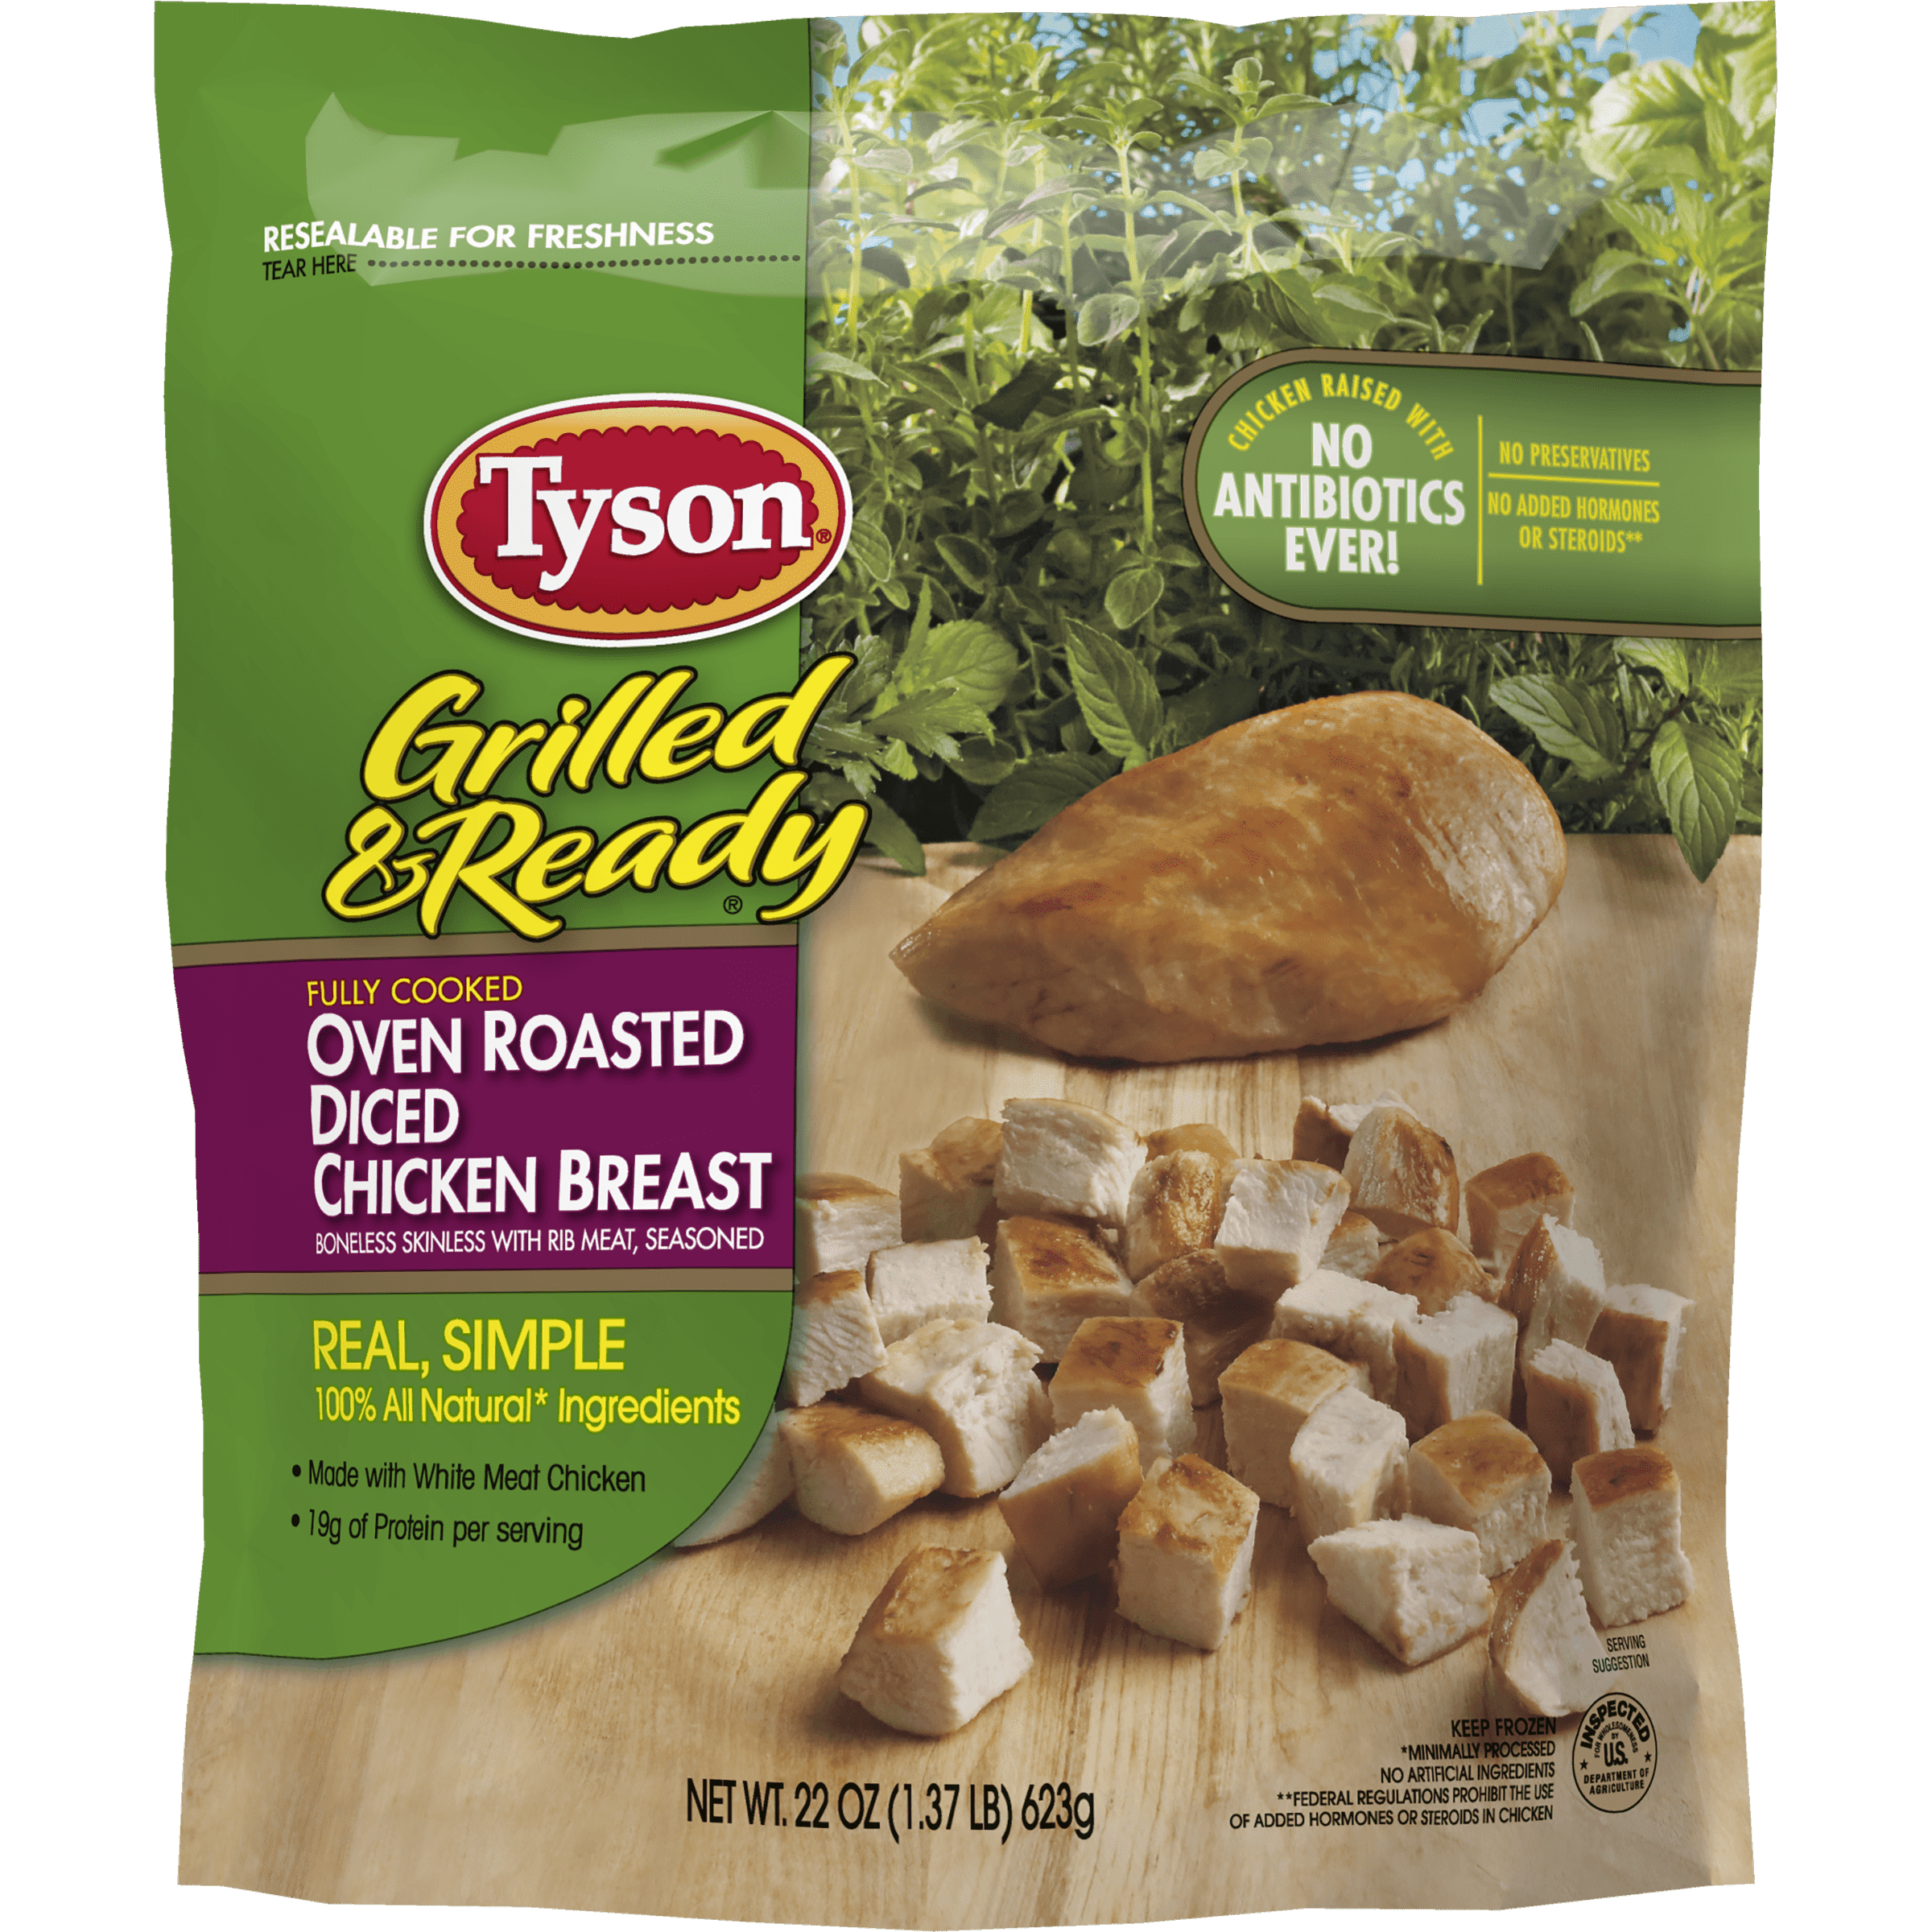 RESEALABLE FOR FRESHNESS
TEAR HERE
Tyson®
Grilled
&Ready®
CHICKEN RAISED WITH
NO
ANTIBIOTICS
EVER!
NO PRESERVATIVES
NO ADDED HORMONES
OR STEROIDS**
FULLY COOKED
OVEN ROASTED
DICED
CHICKEN BREAST
BONELESS SKINLESS WITH RIB MEAT, SEASONED
REAL, SIMPLE
100% All Natural* Ingredients
• Made with White Meat Chicken
• 19g of Protein per serving
SERVING
SUGGESTION
KEEP FROZEN
*MINIMALLY PROCESSED
NO ARTIFICIAL INGREDIENTS
**FEDERAL REGULATIONS PROHIBIT THE USE
OF ADDED HORMONES OR STEROIDS IN CHICKEN
INSPECTED
FOR WHOLESOMENESS
BY
U.S.
DEPARTMENT OF
AGRICULTURE
NET WT. 22 OZ (1.37 LB) 623g